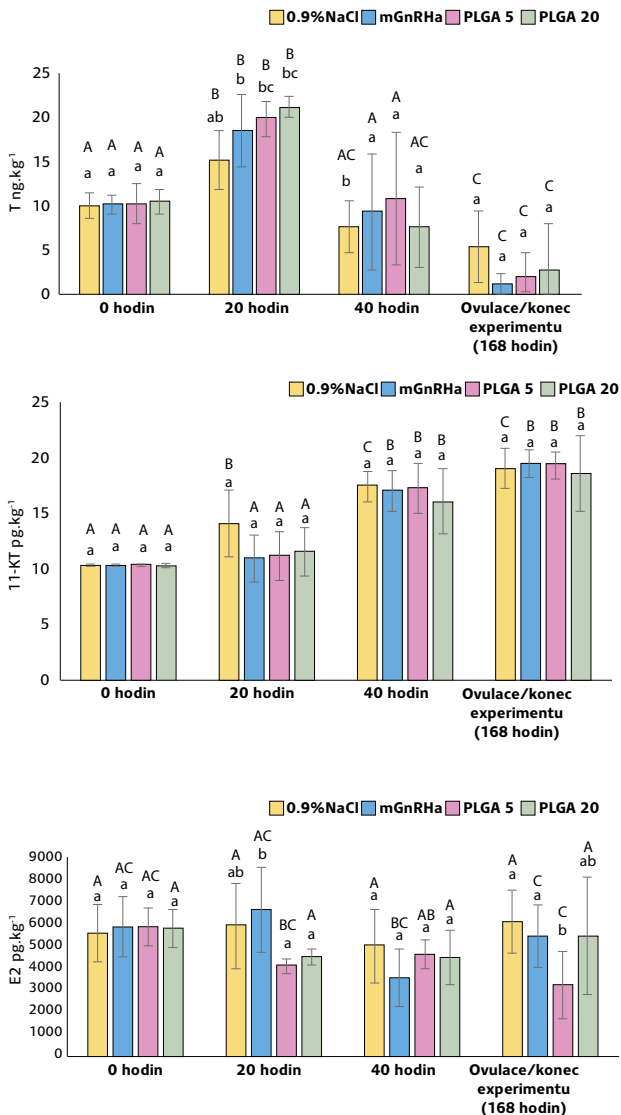 0.9%NaCl mGnRHa PLGA 5 PLGA 20
T ng.kg-1
25
20
15
10
5
0
A A A A
a a a a
B B B B
ab b bc bc
AC A A AC
b a a a
C C C C
a a a a
0 hodin 20 hodin 40 hodin Ovulace/konec
experimentu
(168 hodin)
0.9%NaCl mGnRHa PLGA 5 PLGA 20
11-KT pg.kg-1
25
20
15
10
5
0
A A A A
a a a a
B A A A
a a a a
C B B B
a a a a
C B B B
a a a a
0 hodin 20 hodin 40 hodin Ovulace/konec
experimentu
(168 hodin)
0.9%NaCl mGnRHa PLGA 5 PLGA 20
E2 pg.kg-1
9000
8000
7000
6000
5000
4000
3000
2000
1000
0
A AC AC A
a a a a
A AC BC A
ab b a a
A BC AB A
a a a a
A C C A
a a b ab
0 hodin 20 hodin 40 hodin Ovulace/konec
experimentu
(168 hodin)